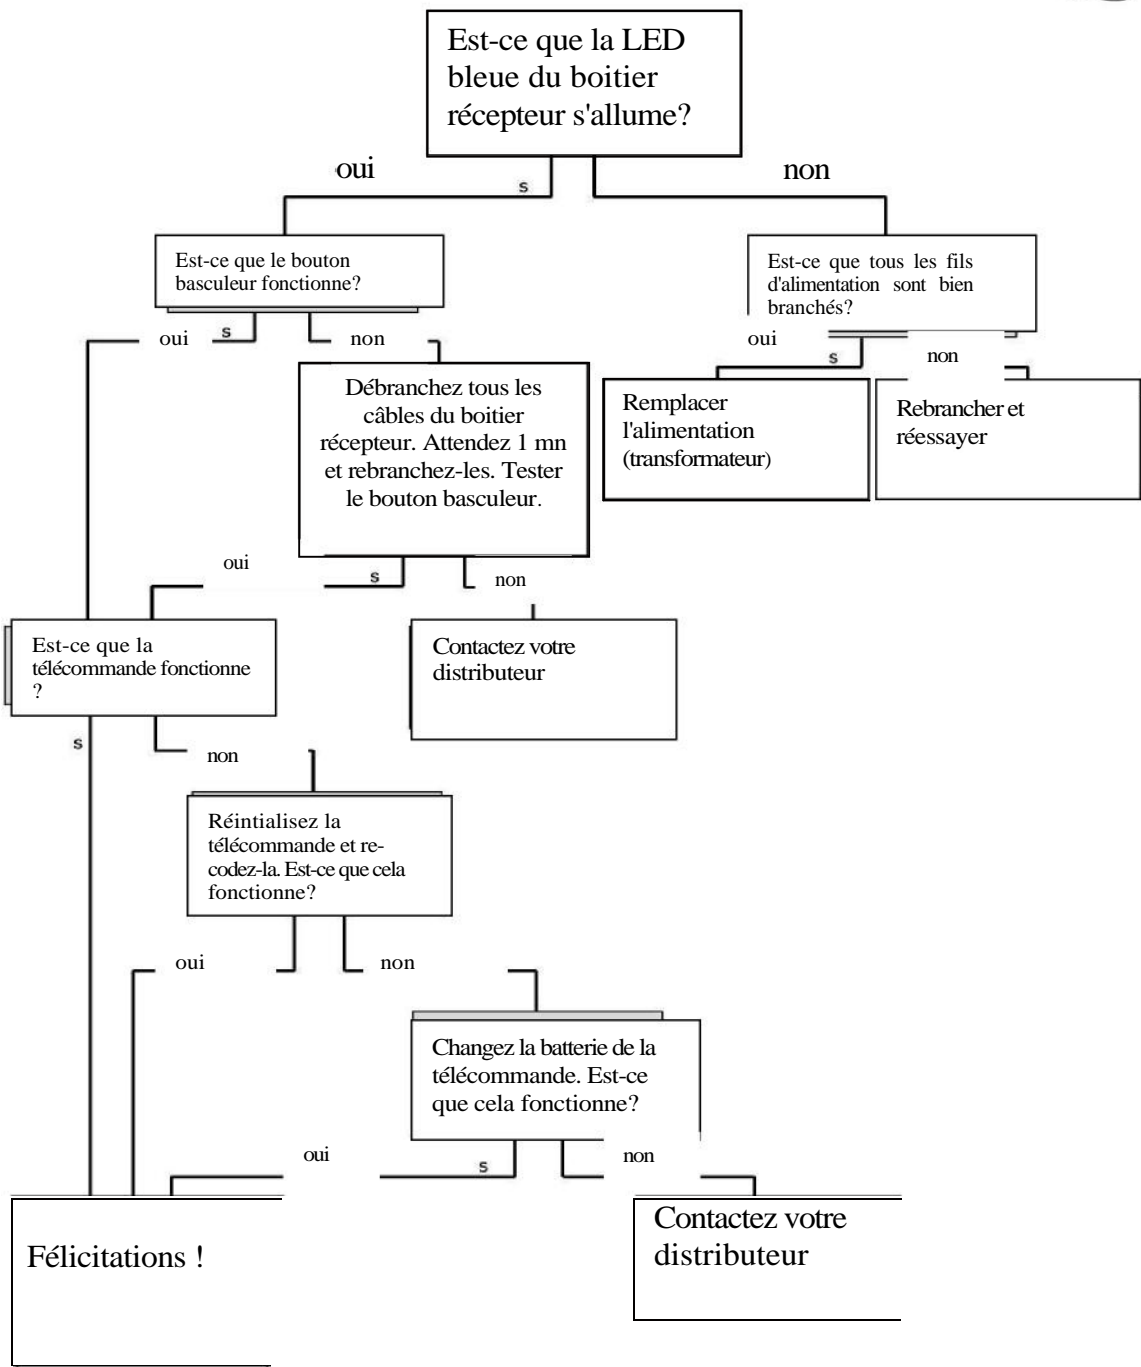 Est-ce que la LED
bleue du boitier
récepteur s'allume?
oui
s
non
Est-ce que le bouton
basculeur fonctionne?
Est-ce que tous les fils
d'alimentation sont bien
branchés?
oui
s
non
oui
s
non
Débranchez tous les
câbles du boitier
récepteur. Attendez 1 mn
et rebranchez-les. Tester
le bouton basculeur.
Remplacer
l'alimentation
(transformateur)
Rebrancher et
réessayer
oui
s
non
Est-ce que la
télécommande fonctionne
?
Contactez votre
distributeur
s
non
Réintialisez la
télécommande et re-
codez-la. Est-ce que cela
fonctionne?
oui
non
Changez la batterie de la
télécommande. Est-ce
que cela fonctionne?
oui
s
non
Félicitations !
Contactez votre
distributeur